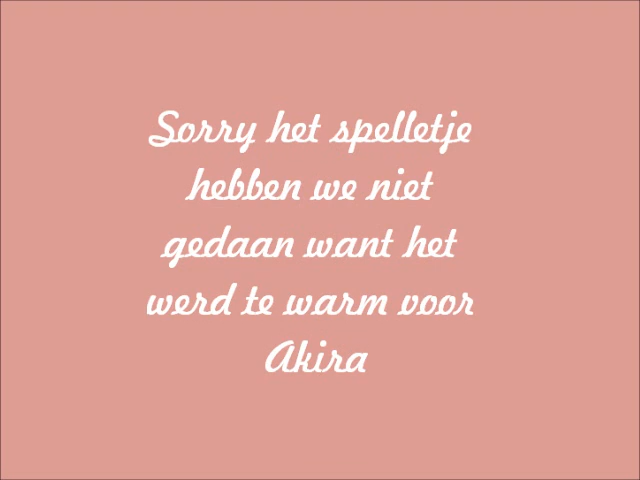 Sorry het spelletje
hebben we niet
gedaan want het
werd te warm voor
Akira